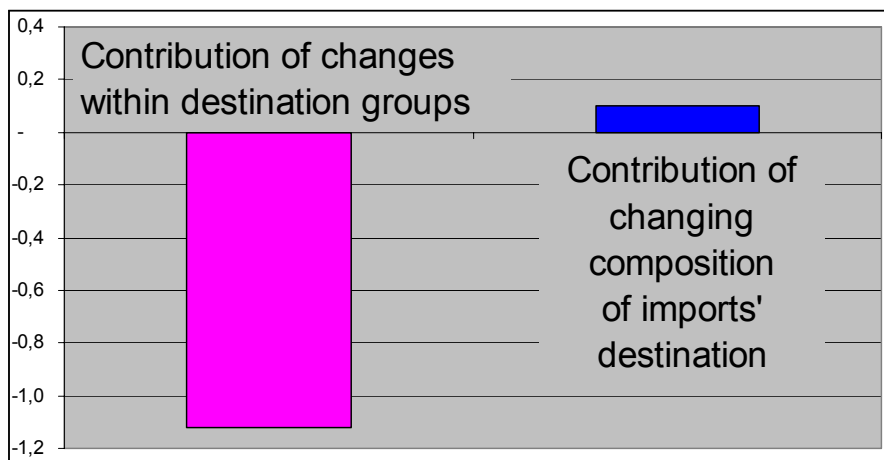 0,4
0,2
-
-0,2
-0,4
-0,6
-0,8
-1,0
-1,2
Contribution of changes
within destination groups
Contribution of
changing
composition
of imports'
destination